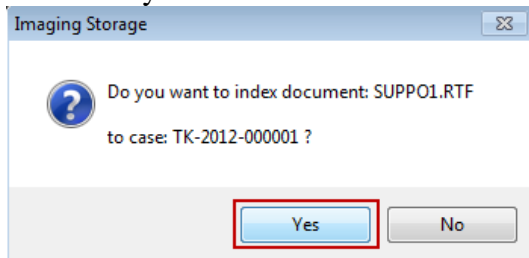 Imaging Storage
Do you want to index document: SUPPO1.RTF
to case: TK-2012-000001 ?
Yes
No